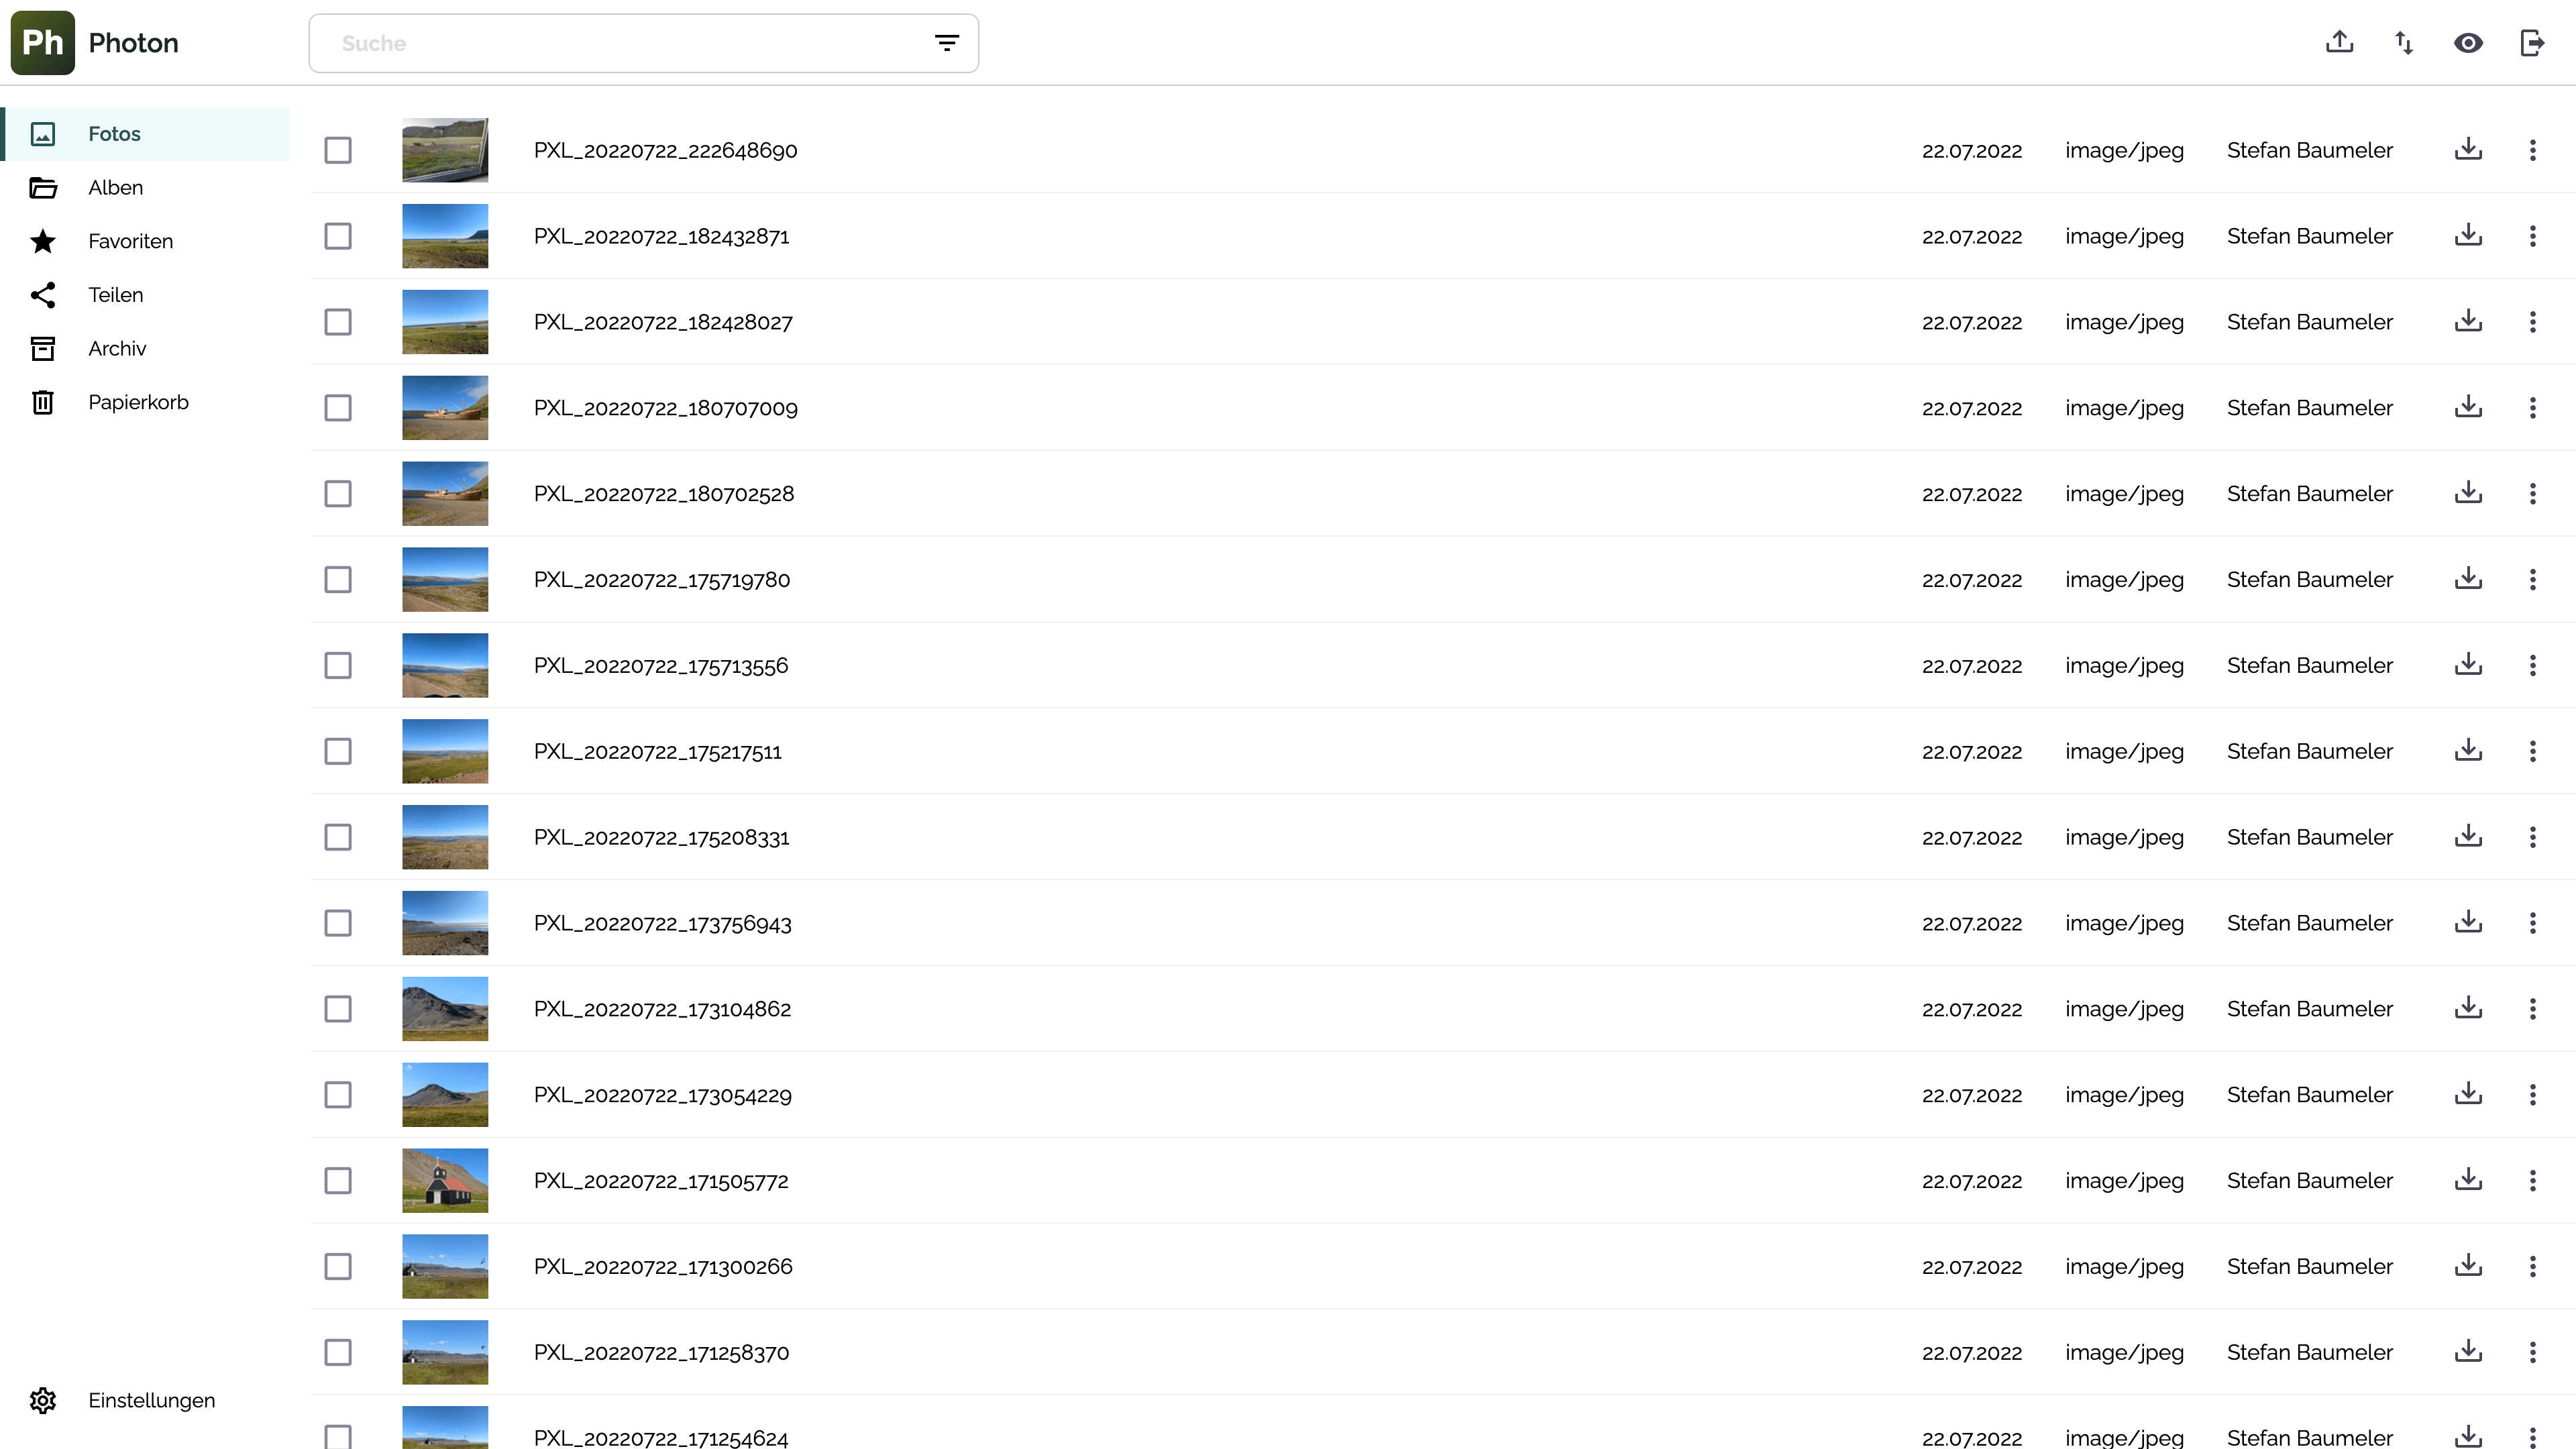 Ph Photon
Suche
Fotos
Alben
Favoriten
Teilen
Archiv
Papierkorb
Einstellungen
PXL_20220722_222648690 22.07.2022 image/jpeg Stefan Baumeler
PXL_20220722_182432871 22.07.2022 image/jpeg Stefan Baumeler
PXL_20220722_182428027 22.07.2022 image/jpeg Stefan Baumeler
PXL_20220722_180707009 22.07.2022 image/jpeg Stefan Baumeler
PXL_20220722_180702528 22.07.2022 image/jpeg Stefan Baumeler
PXL_20220722_175719780 22.07.2022 image/jpeg Stefan Baumeler
PXL_20220722_175713556 22.07.2022 image/jpeg Stefan Baumeler
PXL_20220722_175217511 22.07.2022 image/jpeg Stefan Baumeler
PXL_20220722_175208331 22.07.2022 image/jpeg Stefan Baumeler
PXL_20220722_173756943 22.07.2022 image/jpeg Stefan Baumeler
PXL_20220722_173104862 22.07.2022 image/jpeg Stefan Baumeler
PXL_20220722_173054229 22.07.2022 image/jpeg Stefan Baumeler
PXL_20220722_171505772 22.07.2022 image/jpeg Stefan Baumeler
PXL_20220722_171300266 22.07.2022 image/jpeg Stefan Baumeler
PXL_20220722_171258370 22.07.2022 image/jpeg Stefan Baumeler
PXL_20220722_171254624 22.07.2022 image/jpeg Stefan Baumeler